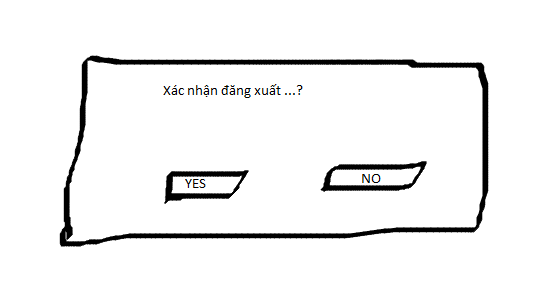 Xác nhận đăng xuất ...?
YES
NO